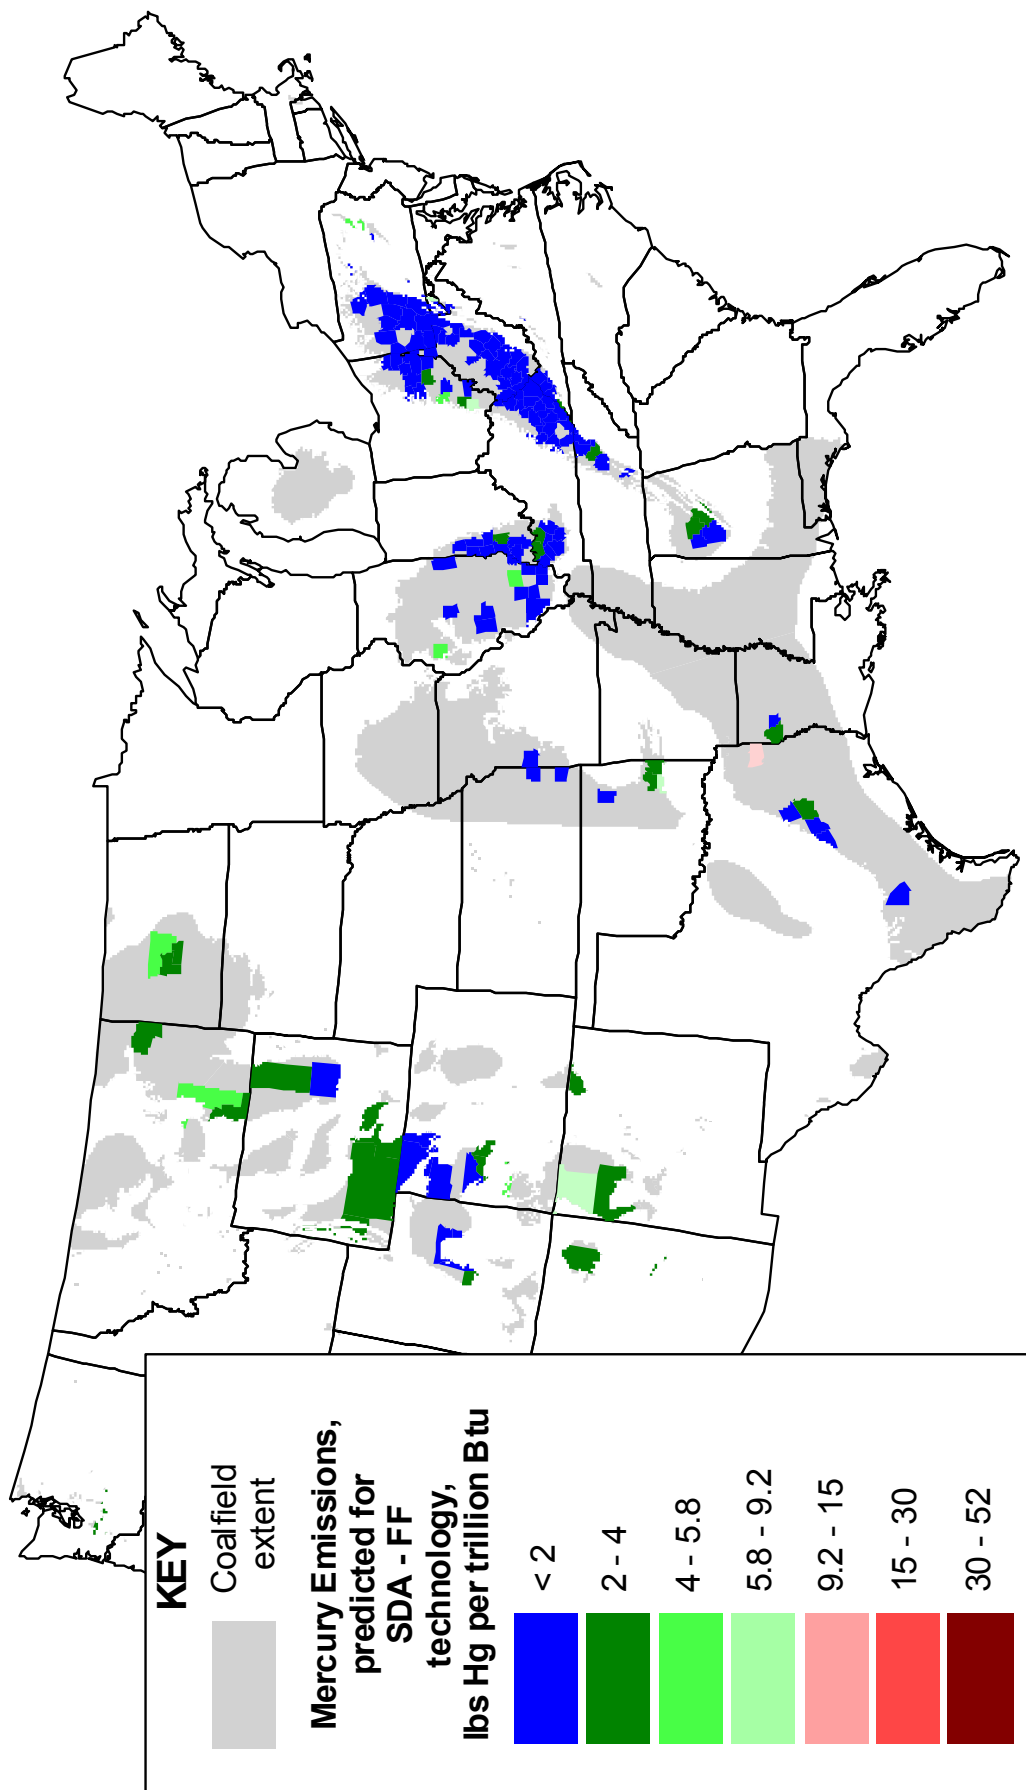 KEY
Coalfield
extent
Mercury Emissions,
predicted for
SDA - FF
technology,
lbs Hg per trillion Btu
< 2
2 - 4
4 - 5.8
5.8 - 9.2
9.2 - 15
15 - 30
30 - 52